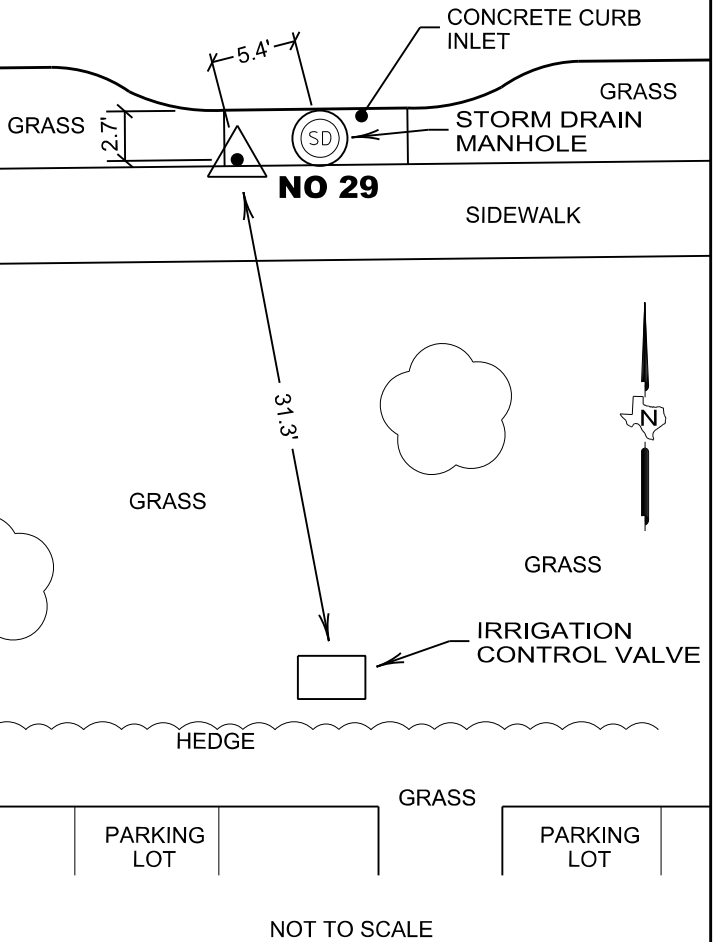 CONCRETE CURB
INLET
5.4'
GRASS
GRASS
2.7'
SD
STORM DRAIN
MANHOLE
NO 29
SIDEWALK
N
31.3'
GRASS
GRASS
IRRIGATION
CONTROL VALVE
HEDGE
GRASS
PARKING
LOT
PARKING
LOT
NOT TO SCALE